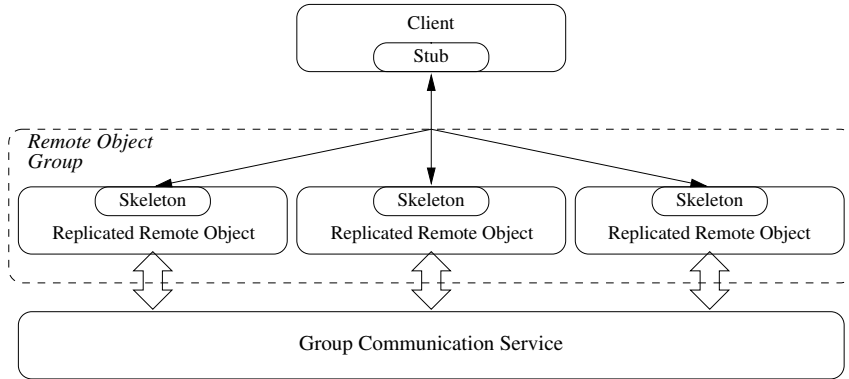 Client
Stub
Remote Object
Group
Skeleton
Skeleton
Skeleton
Replicated Remote Object
Replicated Remote Object
Replicated Remote Object
Group Communication Service